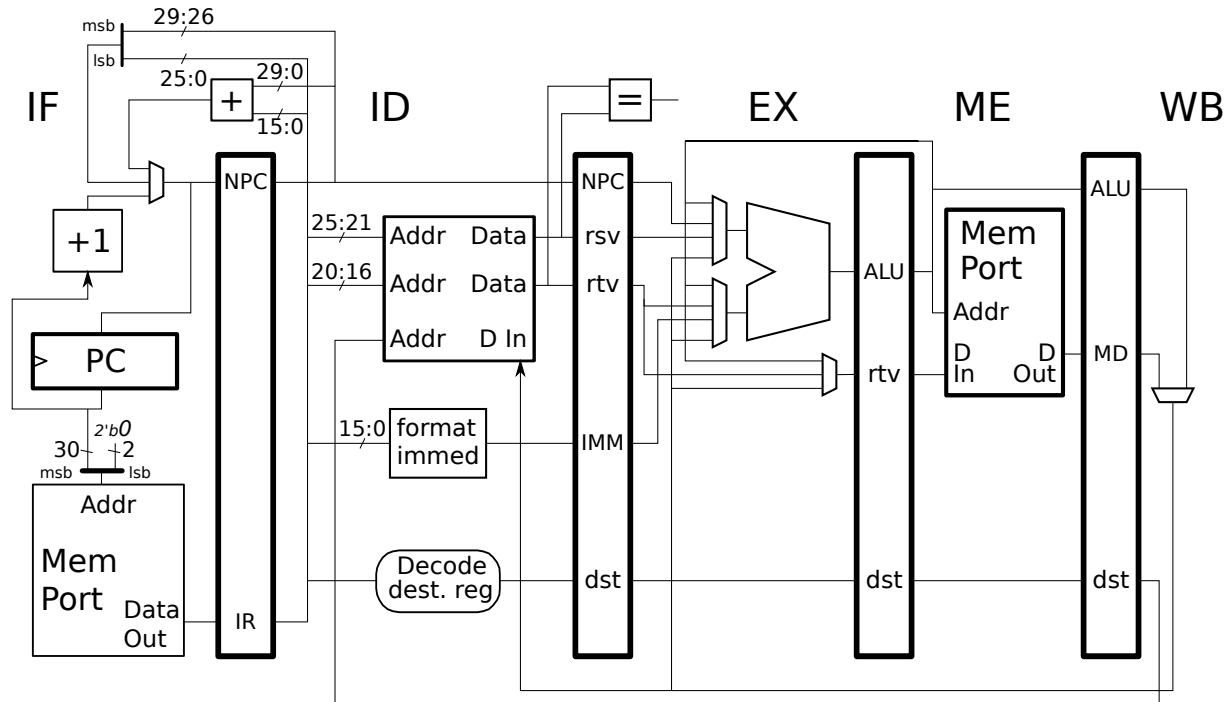 29:26
msb
lsb
25:0
29:0
+
=
15:0
IF
ID
EX
ME
WB
NPC
NPC
ALU
+1
25:21
Addr
Data
rsv
Mem
Port
20:16
Addr
Data
rtv
ALU
Addr
Addr
D In
PC
D
In
D
Out
rtv
MD
2'b0
30
2
msb
lsb
15:0
format
immed
IMM
Addr
Mem
Port
Data
Out
IR
Decode
dest. reg
dst
dst
dst